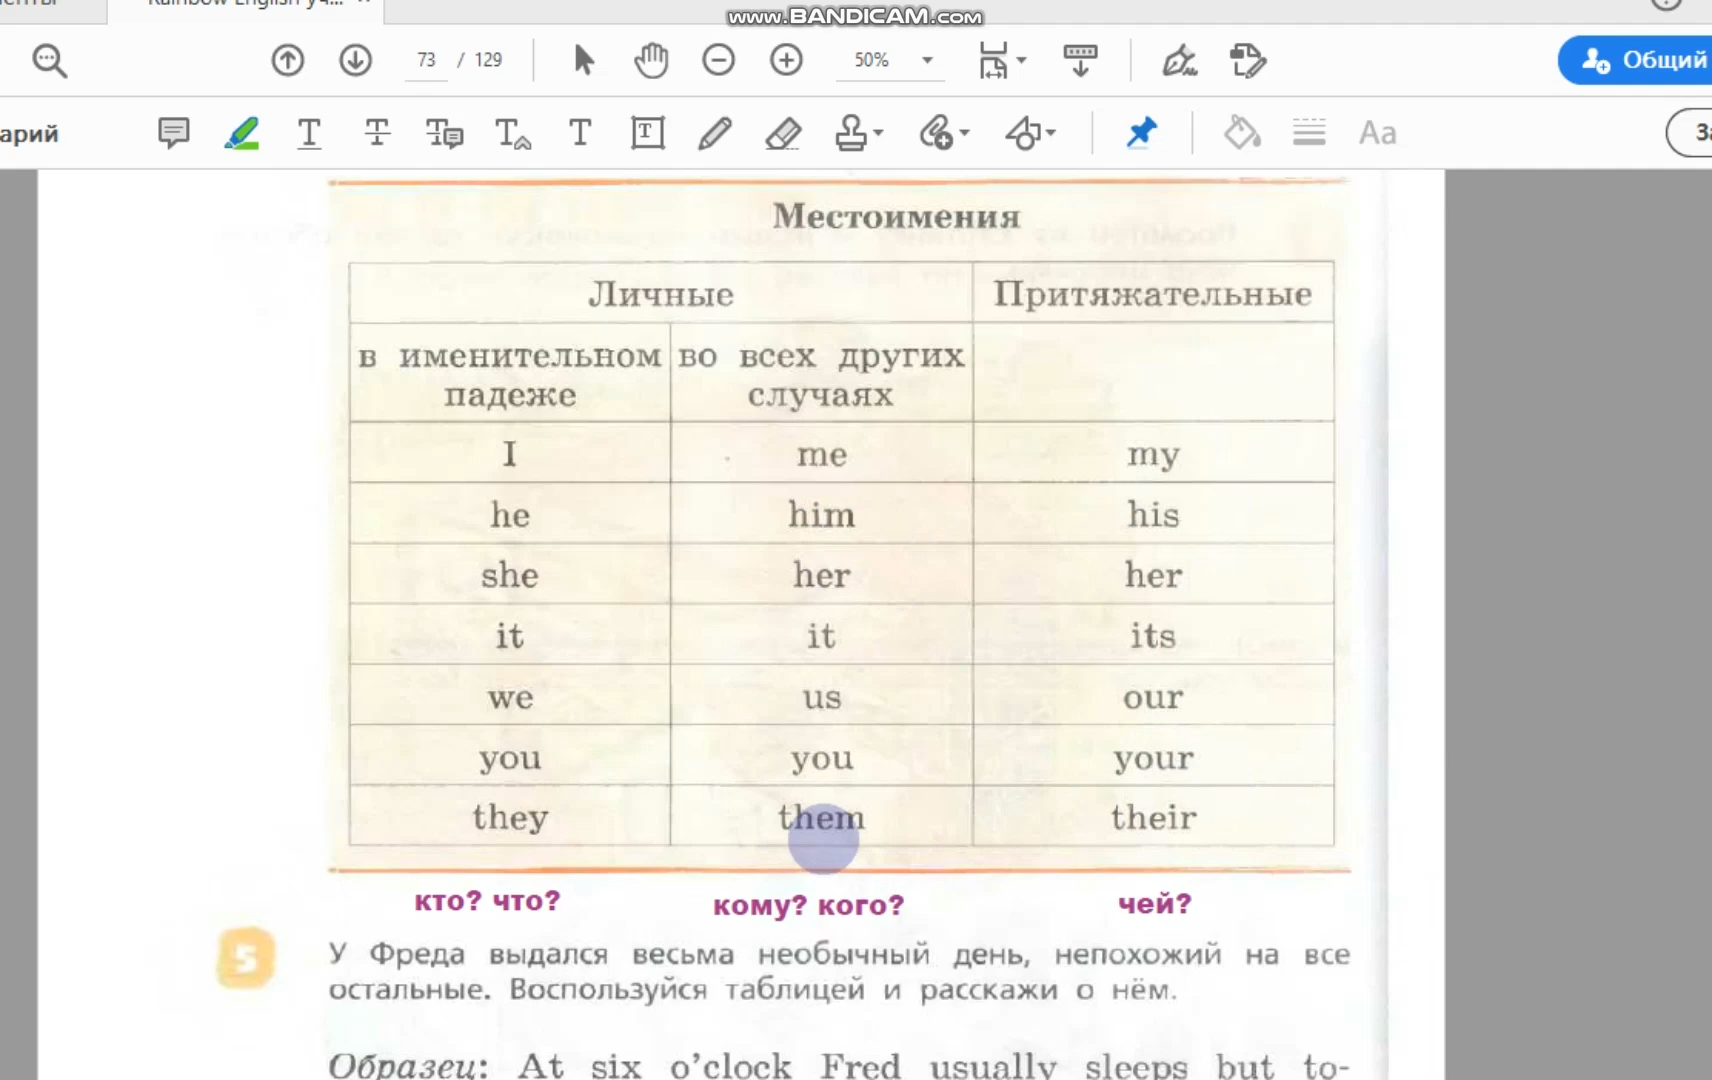 Rainbow English уч...
www.BANDICAM.com
73 / 129
50%
Общий
арий
Aa
Местоимения
Личные Притяжательные
в именительном падеже во всех других случаях
I me my
he him his
she her her
it it its
we us our
you you your
they them their
кто? что? кому? кого? чей?
5
У Фреда выдался весьма необычный день, непохожий на все
остальные. Воспользуйся таблицей и расскажи о нём.
Образец: At six o'clock Fred usually sleeps but to-